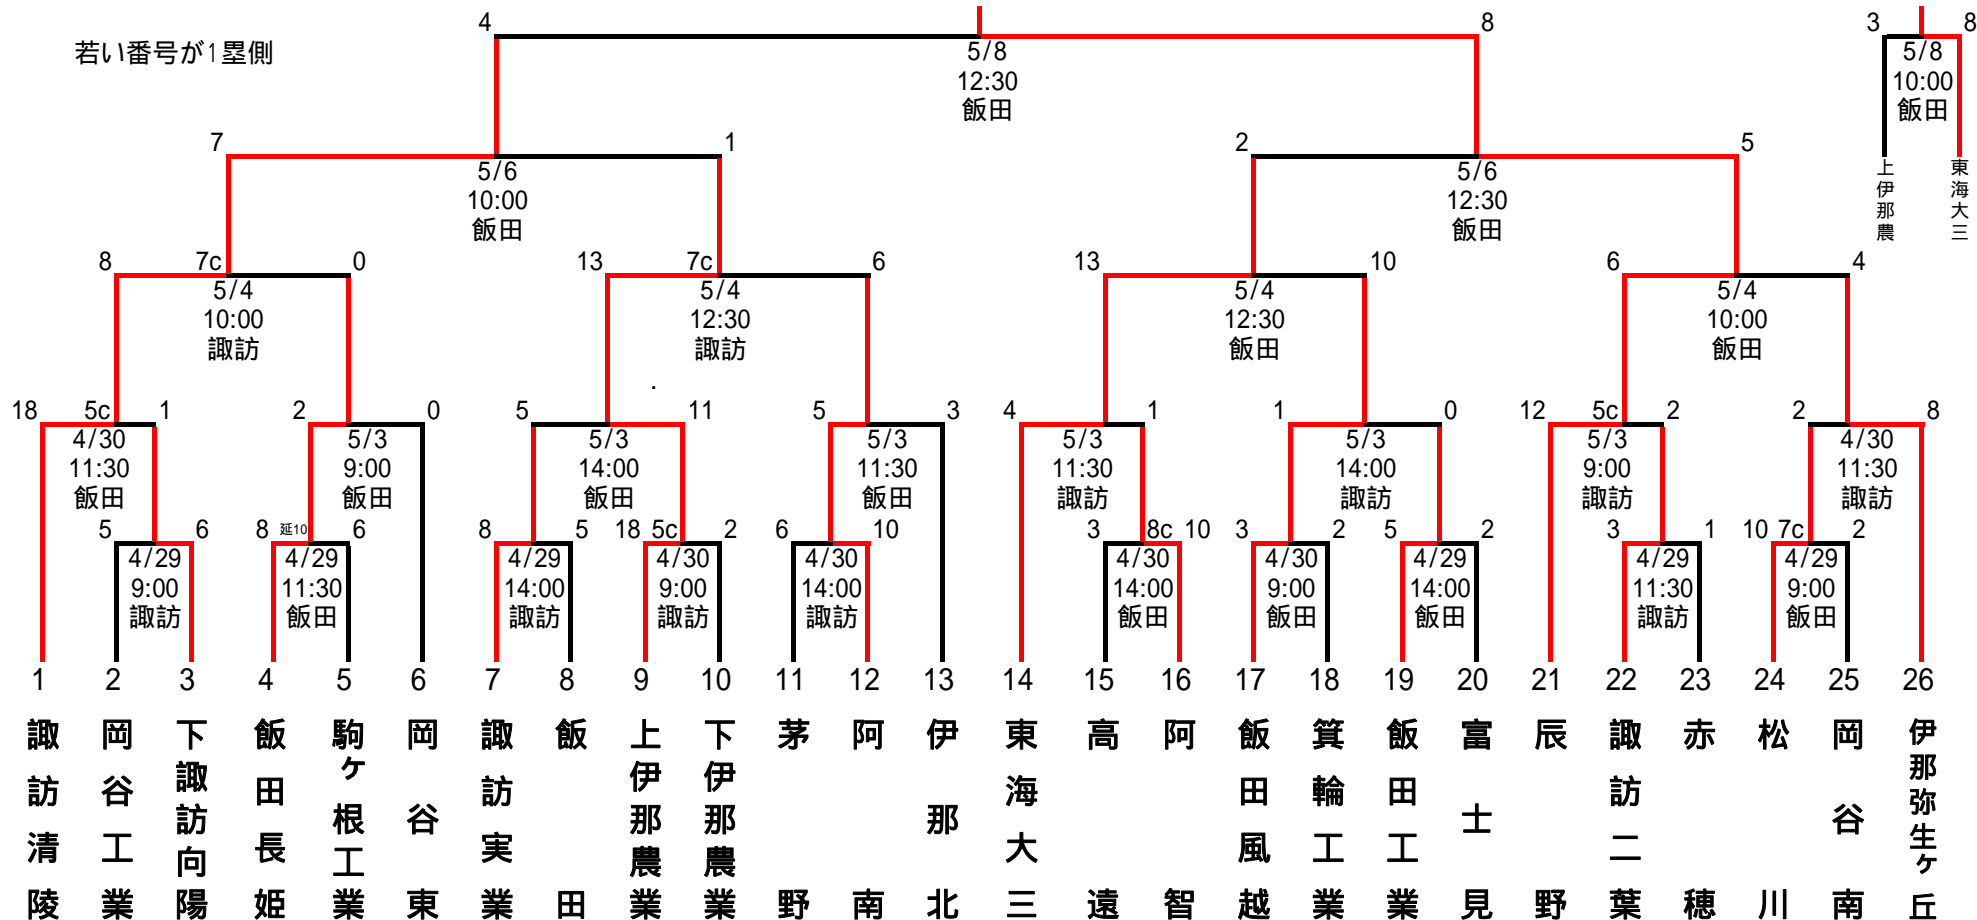 4 8 3 8
若い番号が1塁側
5/8 5/8
12:30 10:00
飯田 飯田
7 1 2 5
5/6 5/6
10:00 12:30
飯田 飯田
上伊那農 東海大三
8 7c 0 13 7c 6 13 10 6 4
5/4 5/4 5/4 5/4
10:00 12:30 12:30 10:00
諏訪 諏訪 飯田 飯田
18 5c 1 2 0 5 11 5 3 4 1 1 0 12 5c 2 2 8
4/30 5/3 5/3 5/3 5/3 5/3 5/3 4/30
11:30 9:00 14:00 11:30 11:30 14:00 9:00 11:30
飯田 飯田 飯田 飯田 諏訪 諏訪 諏訪 諏訪
5 6 8 延10 6 8 5 18 5c 2 6 10 3 8c 10 3 2 5 2 3 1 10 7c 2
4/29 4/29 4/29 4/30 4/30 4/30 4/30 4/29 4/29 4/29
9:00 11:30 14:00 9:00 14:00 14:00 9:00 14:00 11:30 9:00
諏訪 飯田 諏訪 諏訪 諏訪 飯田 飯田 飯田 諏訪 飯田
1 2 3 4 5 6 7 8 9 10 11 12 13 14 15 16 17 18 19 20 21 22 23 24 25 26
諏訪清陵
岡谷工業
下諏訪向陽
飯田長姫
駒ヶ根工業
岡谷東
諏訪実業
飯田
上伊那農業
下伊那農業
茅野
阿南
伊那北
東海大三
高遠
阿智
飯田風越
箕輪工業
飯田工業
富士見
辰野
諏訪二葉
赤穂
松川
岡谷南
伊那弥生ヶ丘